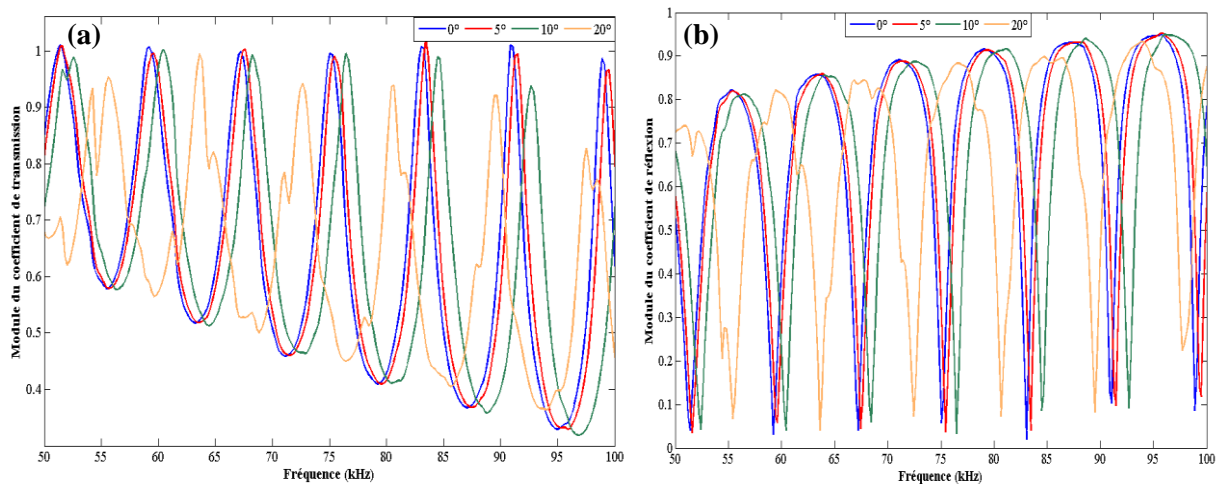 (a)
0° 5° 10° 20°
Module du coefficient de transmission
1
0.9
0.8
0.7
0.6
0.5
0.4
50 55 60 65 70 75 80 85 90 95 100
Fréquence (kHz)
(b)
0° 5° 10° 20°
Module du coefficient de réflexion
1
0.9
0.8
0.7
0.6
0.5
0.4
0.3
0.2
0.1
0
50 55 60 65 70 75 80 85 90 95 100
Fréquence (kHz)